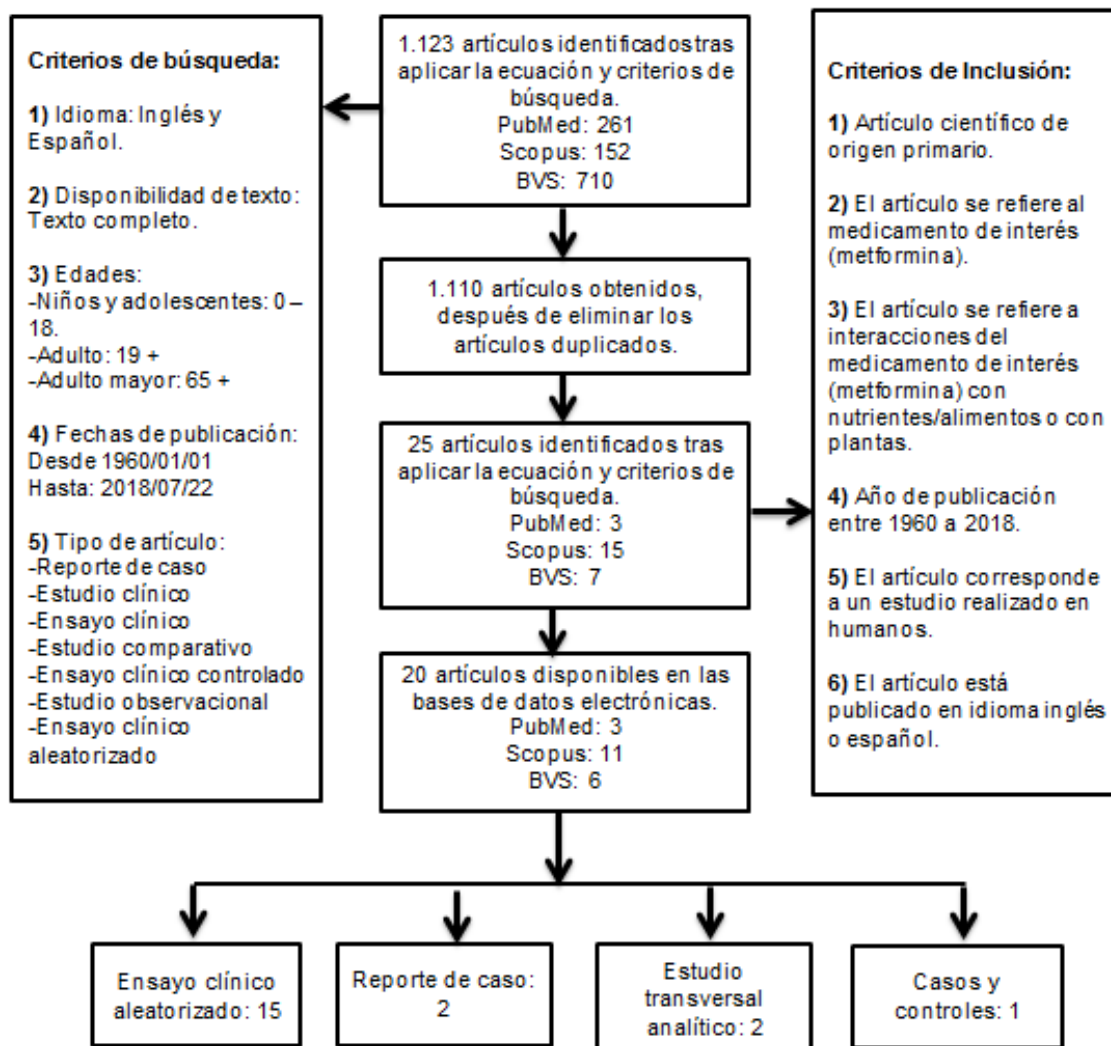 Criterios de búsqueda:
1) Idioma: Inglés y
Español.
2) Disponibilidad de texto:
Texto completo.
3) Edades:
-Niños y adolescentes: 0 –
18.
-Adulto: 19 +
-Adulto mayor: 65 +
4) Fechas de publicación:
Desde 1960/01/01
Hasta: 2018/07/22
5) Tipo de artículo:
-Reporte de caso
-Estudio clínico
-Ensayo clínico
-Estudio comparativo
-Ensayo clínico controlado
-Estudio observacional
-Ensayo clínico
aleatorizado
1.123 artículos identificados tras
aplicar la ecuación y criterios de
búsqueda.
PubMed: 261
Scopus: 152
BVS: 710
1.110 artículos obtenidos,
después de eliminar los
artículos duplicados.
25 artículos identificados tras
aplicar la ecuación y criterios de
búsqueda.
PubMed: 3
Scopus: 15
BVS: 7
20 artículos disponibles en las
bases de datos electrónicas.
PubMed: 3
Scopus: 11
BVS: 6
Criterios de Inclusión:
1) Artículo científico de
origen primario.
2) El artículo se refiere al
medicamento de interés
(metformina).
3) El artículo se refiere a
interacciones del
medicamento de interés
(metformina) con
nutrientes/alimentos o con
plantas.
4) Año de publicación
entre 1960 a 2018.
5) El artículo corresponde
a un estudio realizado en
humanos.
6) El artículo está
publicado en idioma inglés
o español.
Ensayo clínico
aleatorizado: 15
Reporte de caso:
2
Estudio
transversal
analítico: 2
Casos y
controles: 1